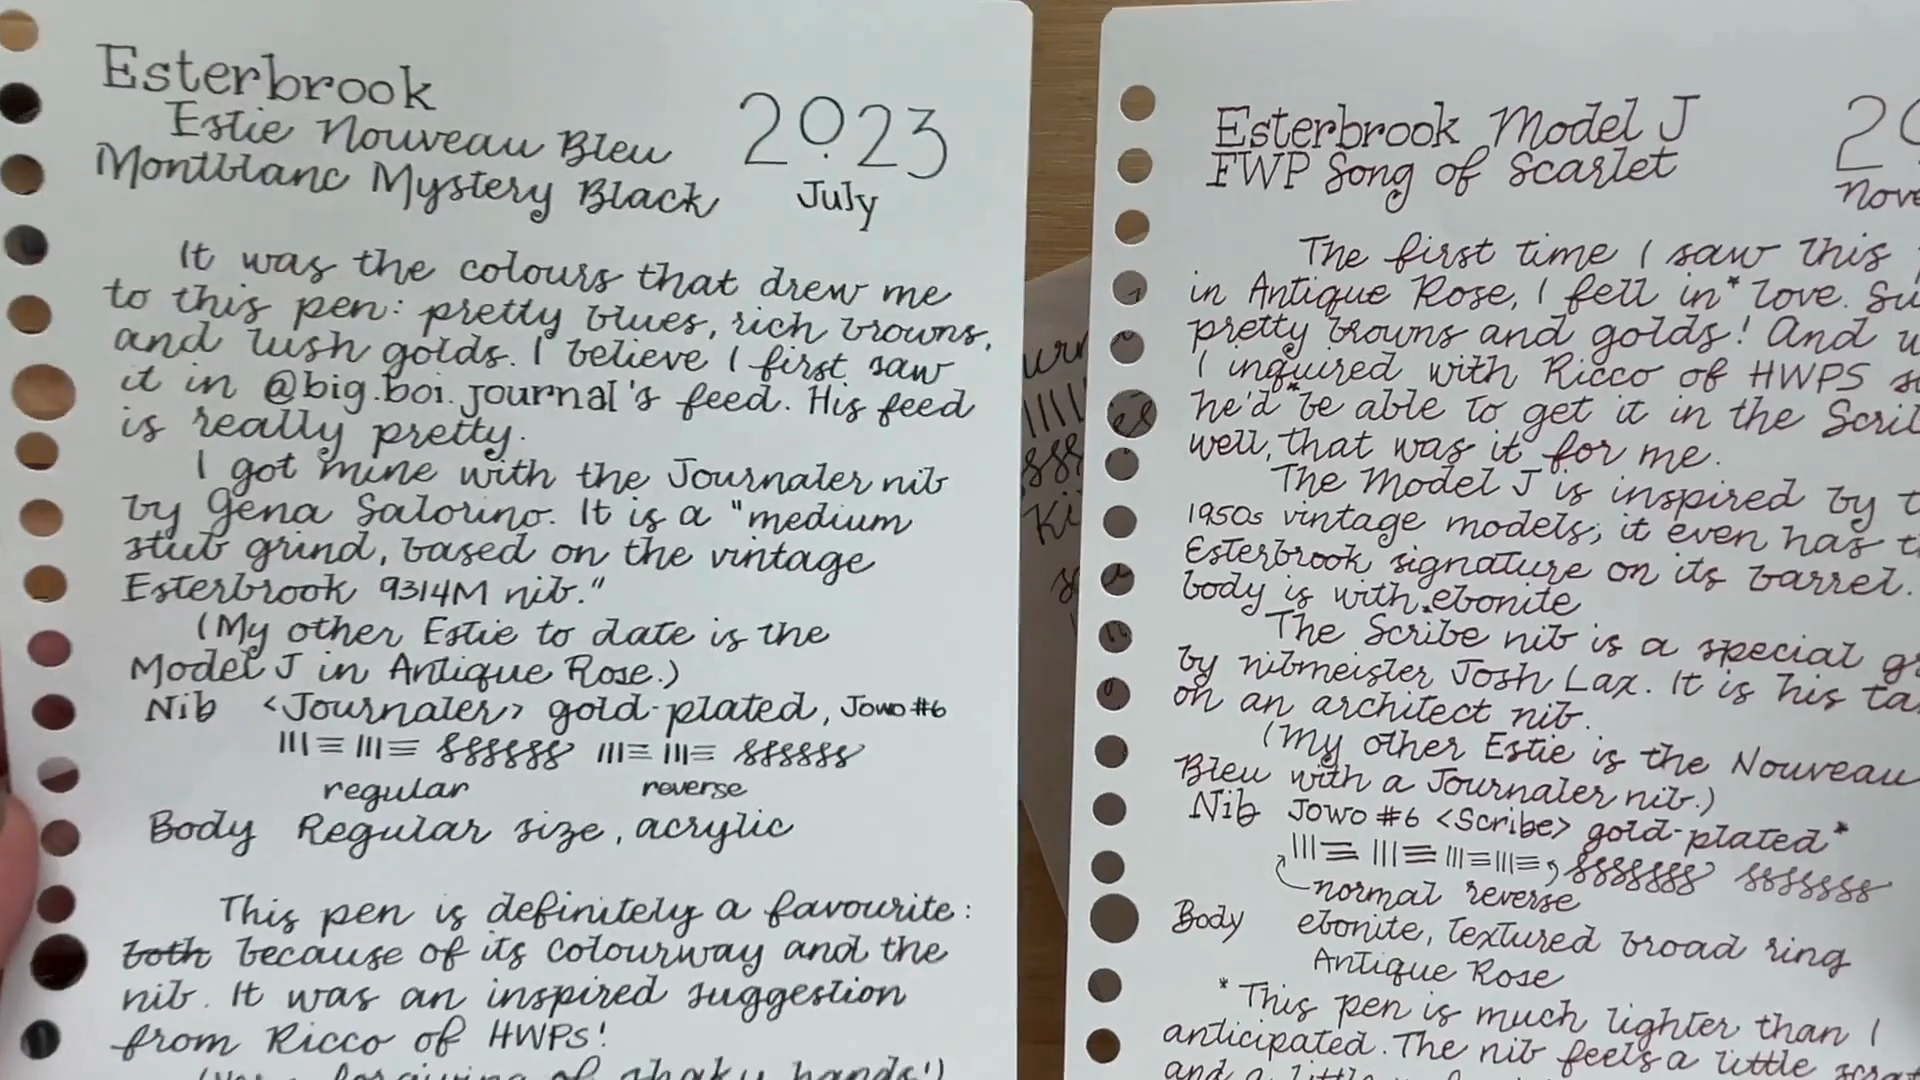 Esterbrook
Estie Nouveau Bleu
Montblanc Mystery Black
2023
July
It was the colours that drew me
to this pen: pretty blues, rich browns,
and lush golds. I believe I first saw
it in @big.boi.journal's feed. His feed
is really pretty.
I got mine with the Journaler nib
by Gena Salorino. It is a "medium
stub grind, based on the vintage
Esterbrook 9314M nib."
(My other Estie to date is the
Model J in Antique Rose.)
Nib <Journaler> gold-plated, Jowo #6
regular reverse
Body Regular size, acrylic
This pen is definitely a favourite:
both because of its colourway and the
nib. It was an inspired suggestion
from Ricco of HWPS!
forgiving of shaky hands!)
Esterbrook Model J
FWP Song of Scarlet
The first time I saw this
in Antique Rose, I fell in* love.
pretty browns and golds! And
I inquired with Ricco of HWPS
he'd* be able to get it in the
well, that was it for me.
The Model J is inspired by
1950s vintage models; it even has
Esterbrook signature on its barrel.
body is with ebonite
The Scribe nib is a special
by nibmeister Josh Lax. It is his
on an architect nib.
(My other Estie is the Nouveau
Bleu with a Journaler nib.)
Nib Jowo #6 <Scribe> gold-plated*
normal reverse
Body ebonite, textured broad ring
Antique Rose
*This pen is much lighter than I
anticipated. The nib feels a little
and a little